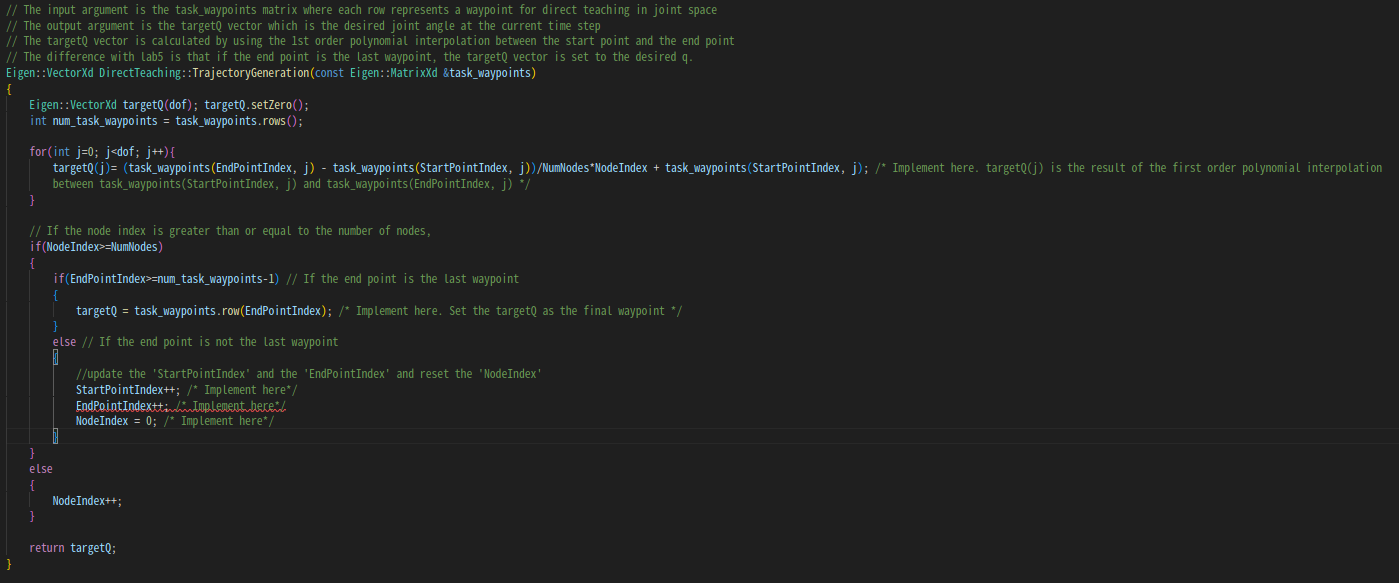 // The input argument is the task_waypoints matrix where each row represents a waypoint for direct teaching in joint space
// The output argument is the targetQ vector which is the desired joint angle at the current time step
// The targetQ vector is calculated by using the 1st order polynomial interpolation between the start point and the end point
// The difference with lab5 is that if the end point is the last waypoint, the targetQ vector is set to the desired q.
Eigen::VectorXd DirectTeaching::TrajectoryGeneration(const Eigen::MatrixXd &task_waypoints)
{
    Eigen::VectorXd targetQ(dof); targetQ.setZero();
    int num_task_waypoints = task_waypoints.rows();

    for(int j=0; j<dof; j++){
        targetQ(j)= (task_waypoints(EndPointIndex, j) - task_waypoints(StartPointIndex, j))/NumNodes*NodeIndex + task_waypoints(StartPointIndex, j); /* Implement here. targetQ(j) is the result of the first order polynomial interpolation
        between task_waypoints(StartPointIndex, j) and task_waypoints(EndPointIndex, j) */
    }

    // If the node index is greater than or equal to the number of nodes,
    if(NodeIndex>=NumNodes)
    {
        if(EndPointIndex>=num_task_waypoints-1) // If the end point is the last waypoint
        {
            targetQ = task_waypoints.row(EndPointIndex); /* Implement here. Set the targetQ as the final waypoint */
        }
        else // If the end point is not the last waypoint
        {
            //update the 'StartPointIndex' and the 'EndPointIndex' and reset the 'NodeIndex'
            StartPointIndex++; /* Implement here*/
            EndPointIndex++; /* Implement here*/
            NodeIndex = 0; /* Implement here*/
        }
    }
    else
    {
        NodeIndex++;
    }

    return targetQ;
}